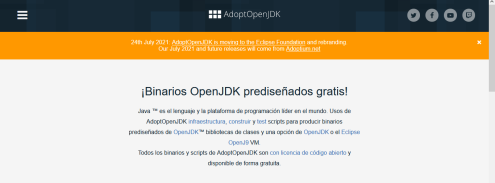 AdoptOpenJDK
24th July 2021: AdoptOpenJDK is moving to the Eclipse Foundation and rebranding.
Our July 2021 and future releases will come from Adoptium.net
¡Binarios OpenJDK prediseñados gratis!
Java ™ es el lenguaje y la plataforma de programación líder en el mundo. Usos de
AdoptOpenJDK infraestructura, construir y test scripts para producir binarios
prediseñados de OpenJDK™ bibliotecas de clases y una opción de OpenJDK o el Eclipse
OpenJ9 VM.
Todos los binarios y scripts de AdoptOpenJDK son con licencia de código abierto y
disponible de forma gratuita.